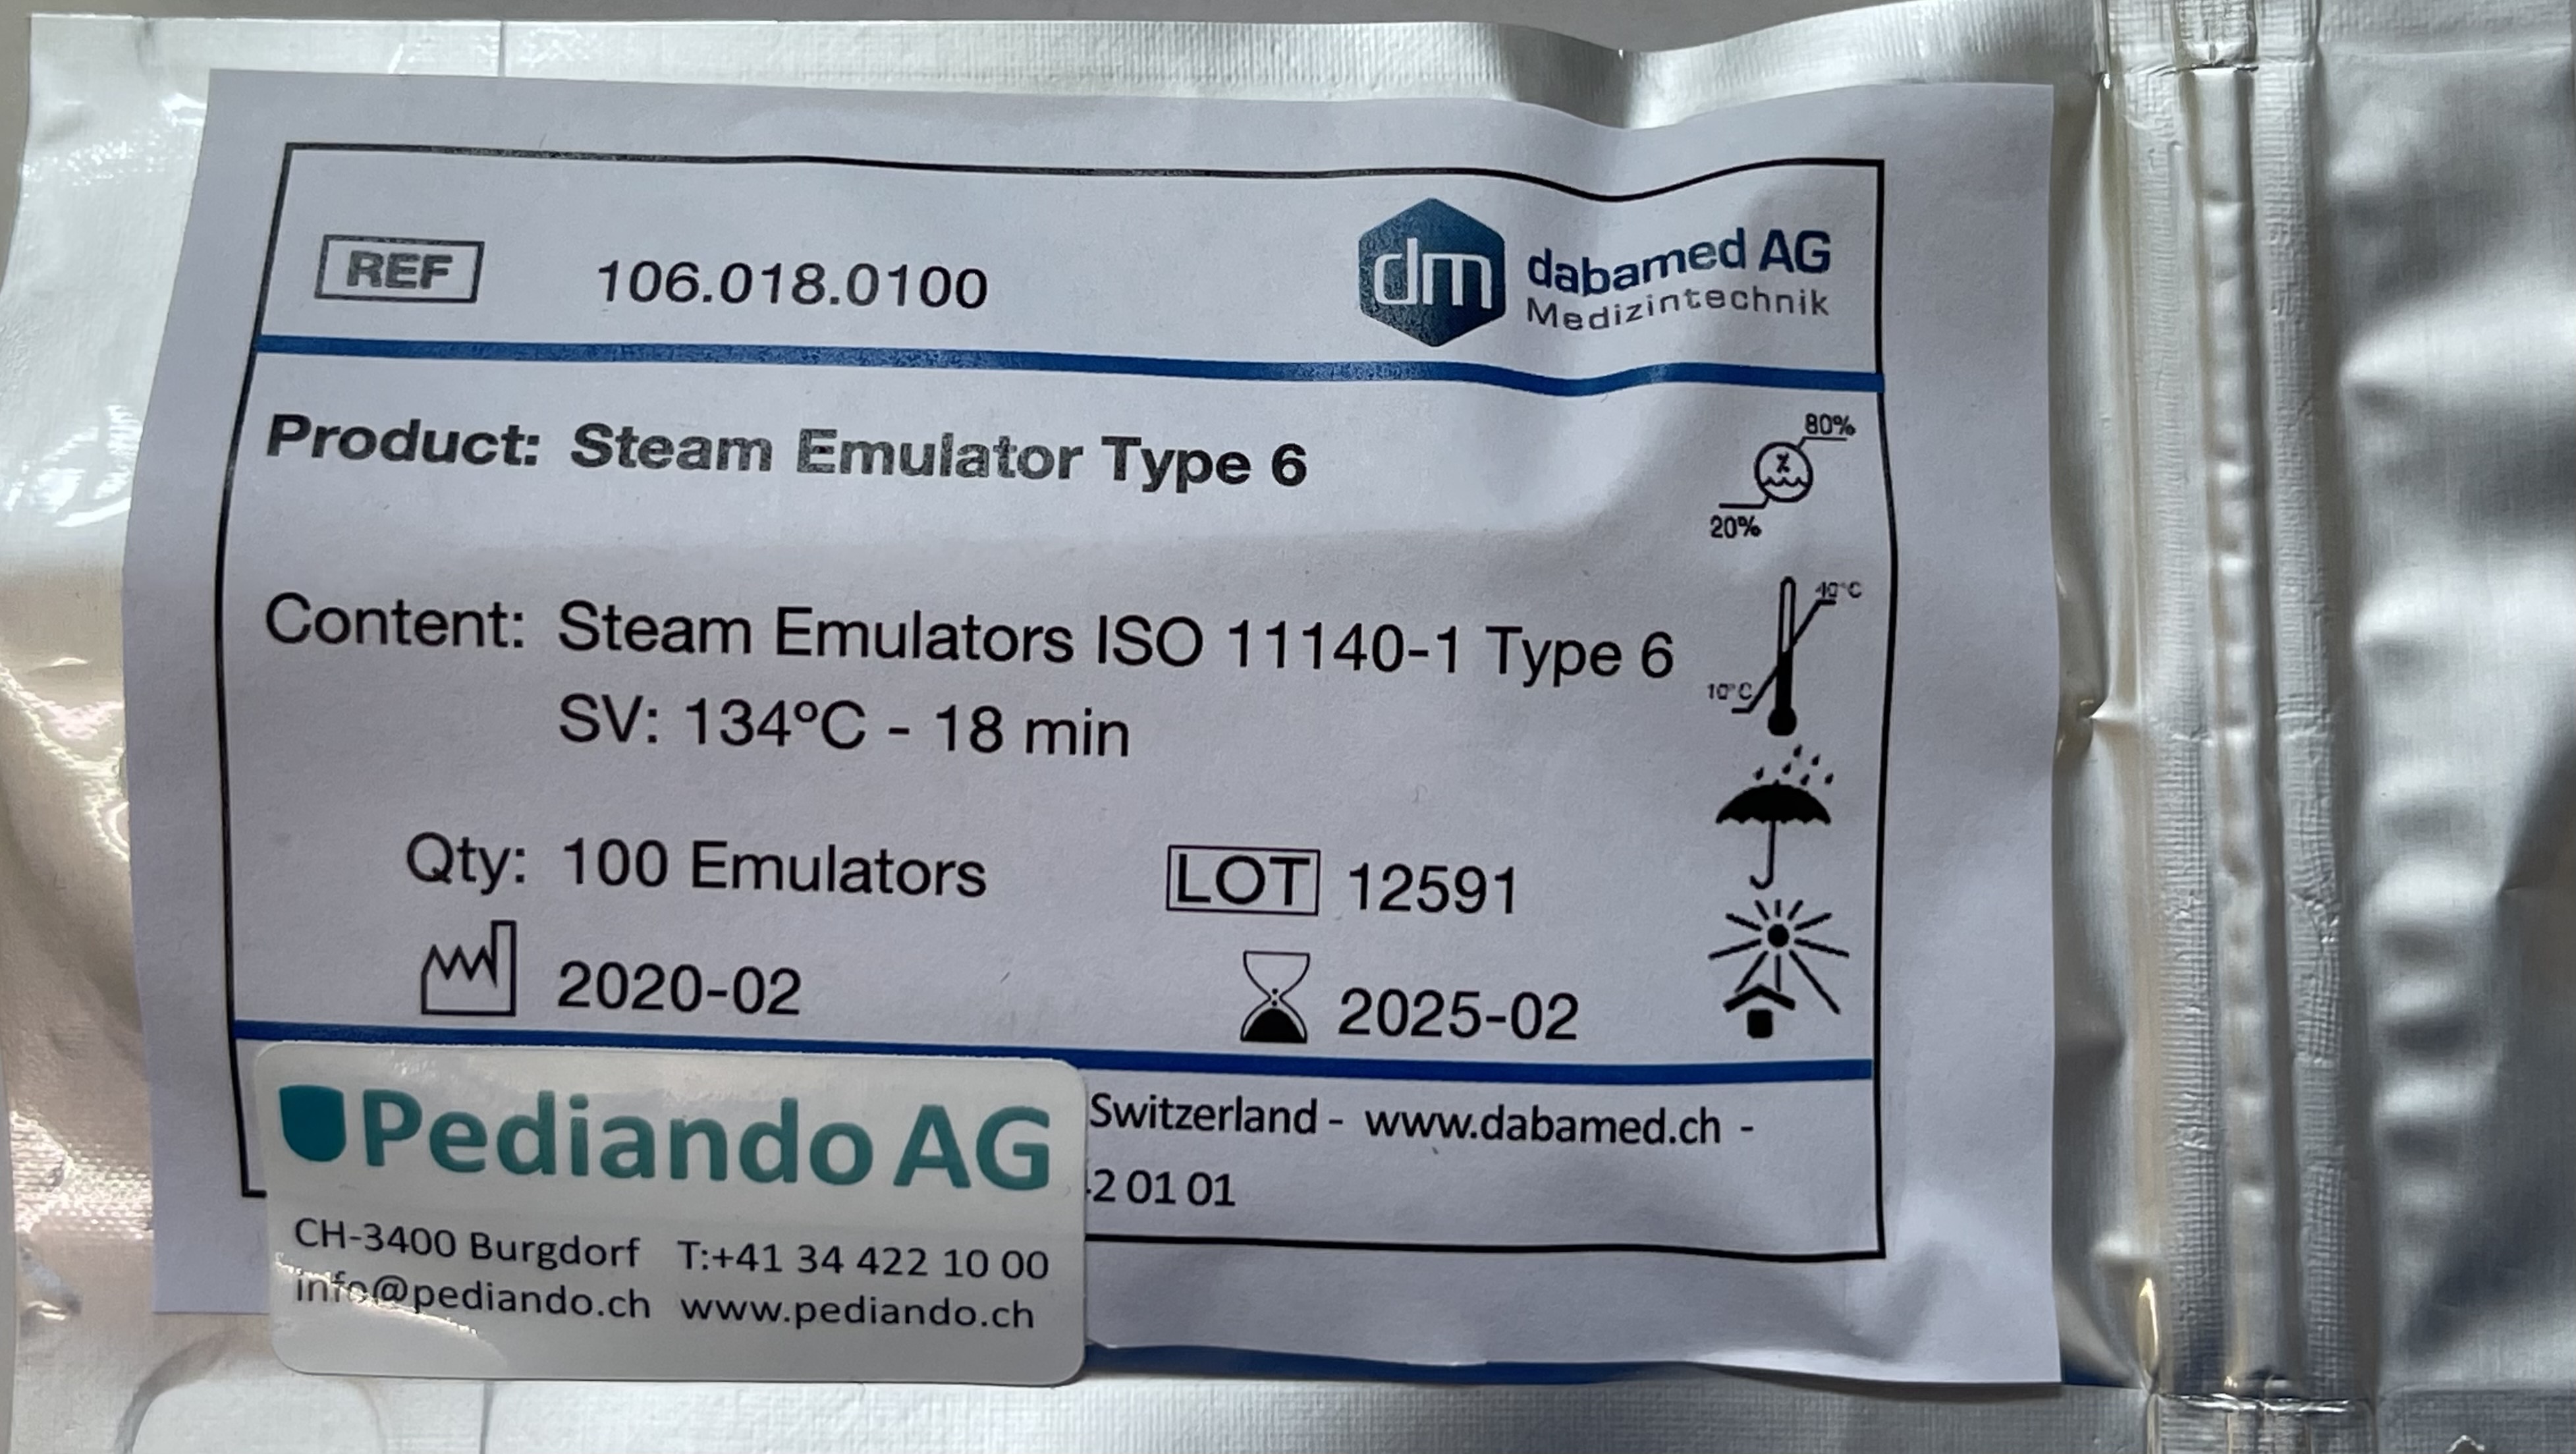 REF 106.018.0100
dm dabamed AG
Medizintechnik
Product: Steam Emulator Type 6
80%
20%
Content: Steam Emulators ISO 11140-1 Type 6
SV: 134ºC - 18 min
40°C
10°C
Qty: 100 Emulators
LOT 12591
2020-02
2025-02
Switzerland - www.dabamed.ch -
2 01 01
Pediando AG
CH-3400 Burgdorf T:+41 34 422 10 00
info@pediando.ch www.pediando.ch